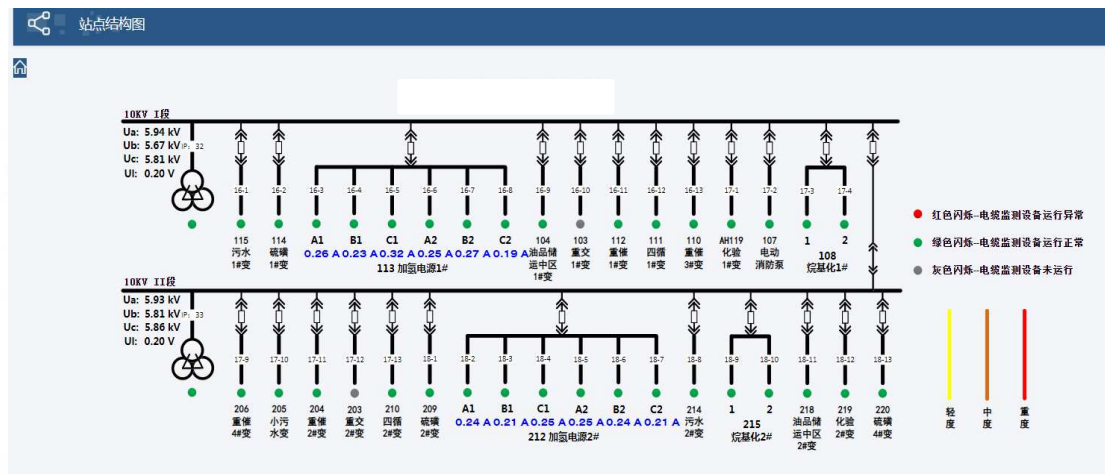 站点结构图
10KV I段
Ua: 5.94 kV
Ub: 5.67 kV IP: 32
Uc: 5.81 kV
Ul: 0.20 V
16-1 16-2 16-3 16-4 16-5 16-6 16-7 16-8 16-9 16-10 16-11 16-12 16-13 17-1 17-2 17-3 17-4
115 114 A1 B1 C1 A2 B2 C2 104 103 112 111 110 AH119 107 1 2
污水 硫磺 油品储 重交 重催 四循 重催 化验 电动
1#变 1#变 0.26 A 0.23 A 0.32 A 0.25 A 0.27 A 0.19 A 运中区 1#变 1#变 1#变 3#变 1#变 消防泵
1#变
113 加氢电源1#
108
烷基化1#
红色闪烁--电缆监测设备运行异常
绿色闪烁--电缆监测设备运行正常
灰色闪烁--电缆监测设备未运行
10KV II段
Ua: 5.93 kV
Ub: 5.81 kV IP: 33
Uc: 5.86 kV
Ul: 0.20 V
17-9 17-10 17-11 17-12 17-13 18-1 18-2 18-3 18-4 18-5 18-6 18-7 18-8 18-9 18-10 18-11 18-12 18-13
206 205 204 203 210 209 A1 B1 C1 A2 B2 C2 214 1 2 218 219 220
重催 小污 重催 重交 四循 硫磺 污水 油品储 化验 硫磺
4#变 水变 2#变 2#变 2#变 2#变 0.24 A 0.21 A 0.25 A 0.25 A 0.24 A 0.21 A 2#变 运中区 2#变 4#变
2#变
212 加氢电源2#
215
烷基化2#
轻度
中度
重度